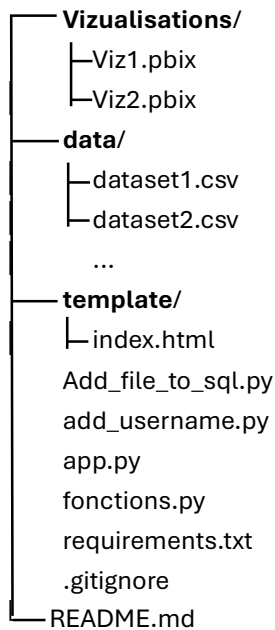 Vizualisations/
Viz1.pbix
Viz2.pbix
data/
dataset1.csv
dataset2.csv
...
template/
index.html
Add_file_to_sql.py
add_username.py
app.py
fonctions.py
requirements.txt
.gitignore
README.md